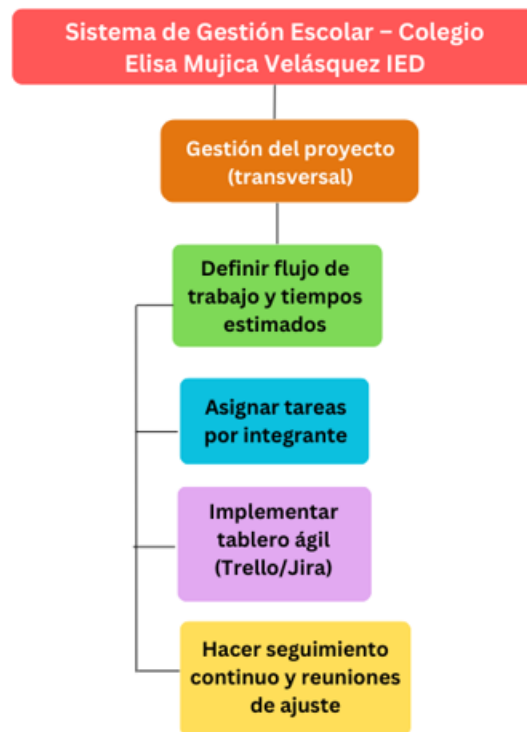 Sistema de Gestión Escolar – Colegio
Elisa Mujica Velásquez IED
Gestión del proyecto
(transversal)
Definir flujo de
trabajo y tiempos
estimados
Asignar tareas
por integrante
Implementar
tablero ágil
(Trello/Jira)
Hacer seguimiento
continuo y reuniones
de ajuste